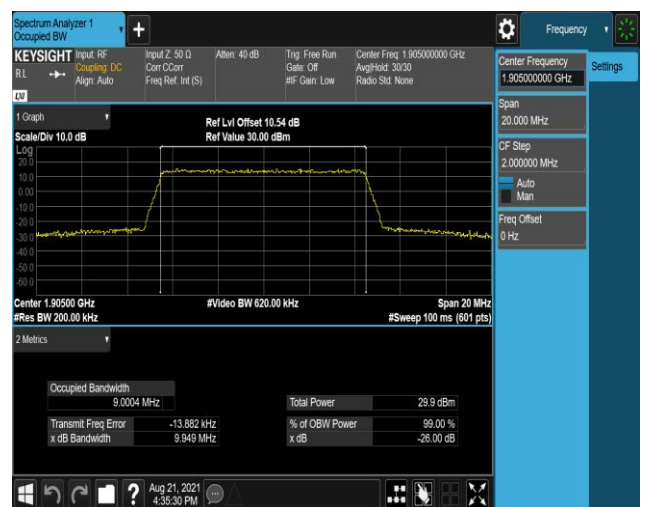 Spectrum Analyzer 1
Occupied BW
+
Frequency
KEYSIGHT
RL
LXI
Input: RF
Coupling: DC
Align: Auto
Input Z: 50 Ω
Corr CCorr
Freq Ref: Int (S)
Atten: 40 dB
Trig: Free Run
Gate: Off
#IF Gain: Low
Center Freq: 1.905000000 GHz
Avg|Hold: 30/30
Radio Std: None
Center Frequency
1.905000000 GHz
Settings
Span
20.000 MHz
CF Step
2.000000 MHz
Auto
Man
Freq Offset
0 Hz
1 Graph
Scale/Div 10.0 dB
Ref Lvl Offset 10.54 dB
Ref Value 30.00 dBm
Log
20.0
10.0
0.00
-10.0
-20.0
-30.0
-40.0
-50.0
-60.0
Center 1.90500 GHz
#Video BW 620.00 kHz
Span 20 MHz
#Res BW 200.00 kHz
#Sweep 100 ms (601 pts)
2 Metrics
Occupied Bandwidth
9.0004 MHz
Total Power 29.9 dBm
Transmit Freq Error -13.882 kHz
% of OBW Power 99.00 %
x dB Bandwidth 9.949 MHz
x dB -26.00 dB
?
Aug 21, 2021
4:35:30 PM